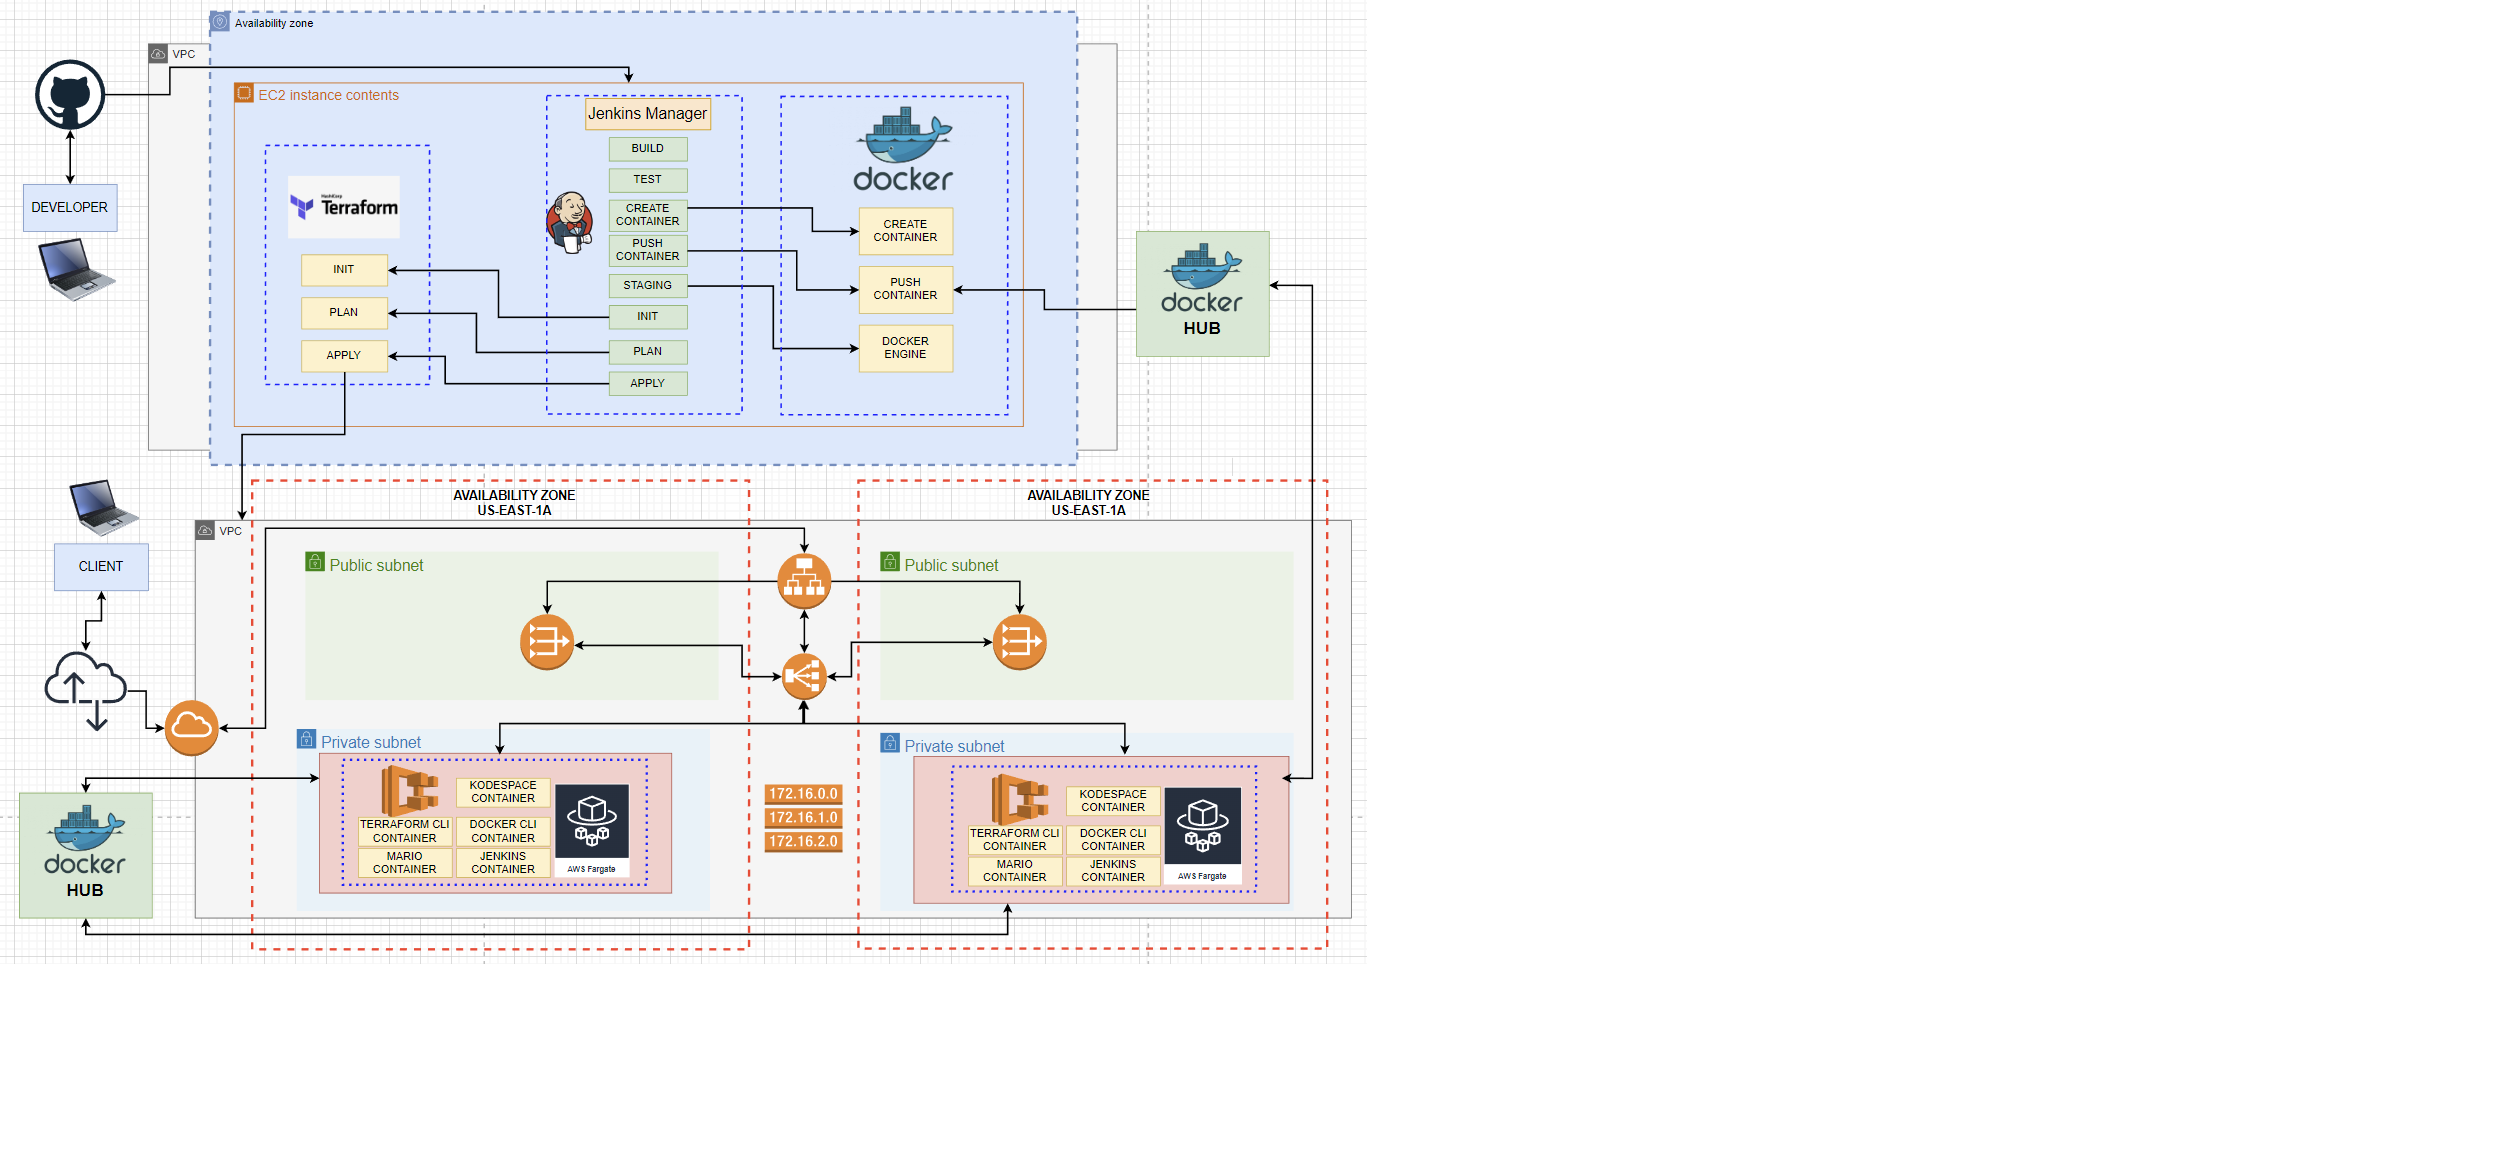 Availability zone
VPC
EC2 instance contents
Jenkins Manager
BUILD
TEST
CREATE
CONTAINER
PUSH
CONTAINER
STAGING
INIT
PLAN
APPLY
HashiCorp
Terraform
INIT
PLAN
APPLY
docker
CREATE
CONTAINER
PUSH
CONTAINER
DOCKER
ENGINE
DEVELOPER
docker
HUB
AVAILABILITY ZONE
US-EAST-1A
AVAILABILITY ZONE
US-EAST-1A
VPC
CLIENT
Public subnet
Public subnet
Private subnet
Private subnet
KODESPACE
CONTAINER
TERRAFORM CLI
CONTAINER
DOCKER CLI
CONTAINER
MARIO
CONTAINER
JENKINS
CONTAINER
AWS Fargate
172.16.0.0
172.16.1.0
172.16.2.0
KODESPACE
CONTAINER
TERRAFORM CLI
CONTAINER
DOCKER CLI
CONTAINER
MARIO
CONTAINER
JENKINS
CONTAINER
AWS Fargate
docker
HUB